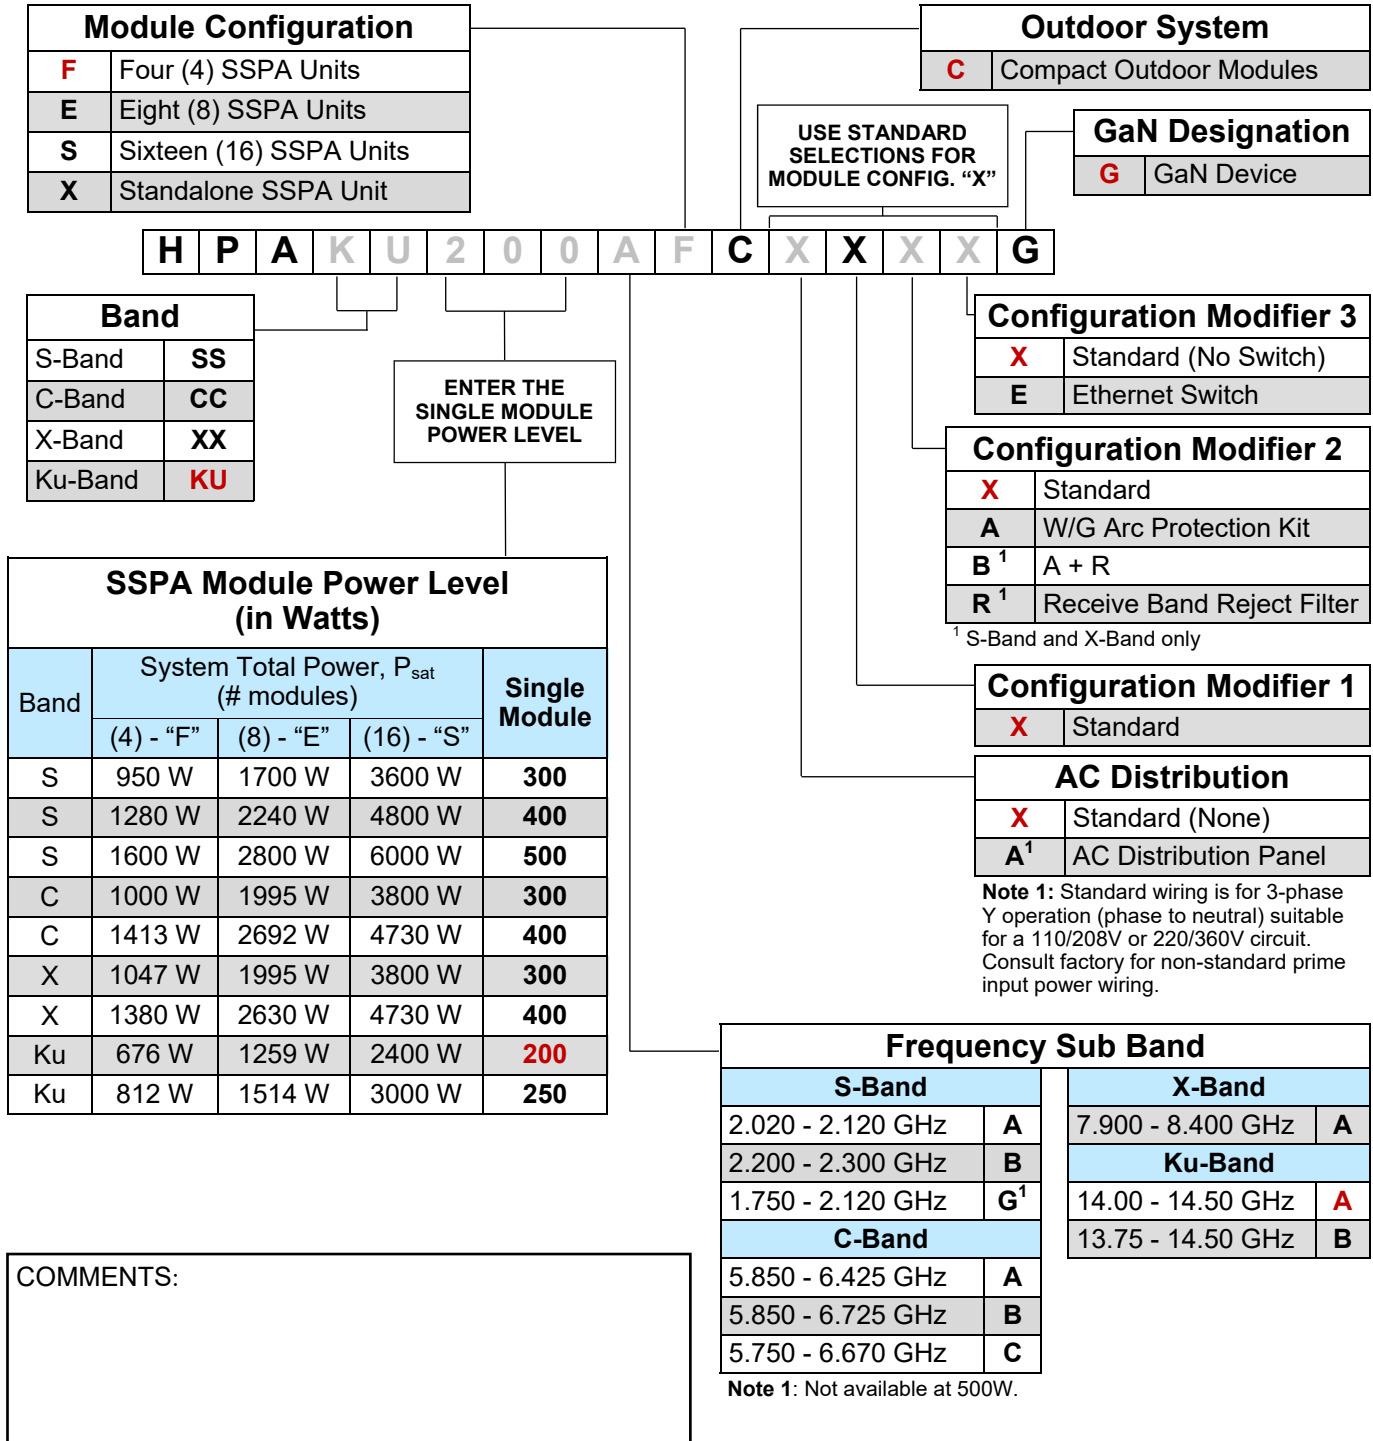 Module Configuration
F Four (4) SSPA Units
E Eight (8) SSPA Units
S Sixteen (16) SSPA Units
X Standalone SSPA Unit
Outdoor System
C Compact Outdoor Modules
USE STANDARD
SELECTIONS FOR
MODULE CONFIG. “X”
GaN Designation
G GaN Device
H P A K U 2 0 0 A F C X X X X G
Band
S-Band SS
C-Band CC
X-Band XX
Ku-Band KU
ENTER THE
SINGLE MODULE
POWER LEVEL
Configuration Modifier 3
X Standard (No Switch)
E Ethernet Switch
Configuration Modifier 2
X Standard
A W/G Arc Protection Kit
B 1 A + R
R 1 Receive Band Reject Filter
1 S-Band and X-Band only
Configuration Modifier 1
X Standard
AC Distribution
X Standard (None)
A1 AC Distribution Panel
Note 1: Standard wiring is for 3-phase
Y operation (phase to neutral) suitable
for a 110/208V or 220/360V circuit.
Consult factory for non-standard prime
input power wiring.
SSPA Module Power Level
(in Watts)
Band System Total Power, Psat
(# modules) Single
Module
(4) - “F” (8) - “E” (16) - “S”
S 950 W 1700 W 3600 W 300
S 1280 W 2240 W 4800 W 400
S 1600 W 2800 W 6000 W 500
C 1000 W 1995 W 3800 W 300
C 1413 W 2692 W 4730 W 400
X 1047 W 1995 W 3800 W 300
X 1380 W 2630 W 4730 W 400
Ku 676 W 1259 W 2400 W 200
Ku 812 W 1514 W 3000 W 250
Frequency Sub Band
S-Band
2.020 - 2.120 GHz A
2.200 - 2.300 GHz B
1.750 - 2.120 GHz G1
C-Band
5.850 - 6.425 GHz A
5.850 - 6.725 GHz B
5.750 - 6.670 GHz C
X-Band
7.900 - 8.400 GHz A
Ku-Band
14.00 - 14.50 GHz A
13.75 - 14.50 GHz B
Note 1: Not available at 500W.
COMMENTS: